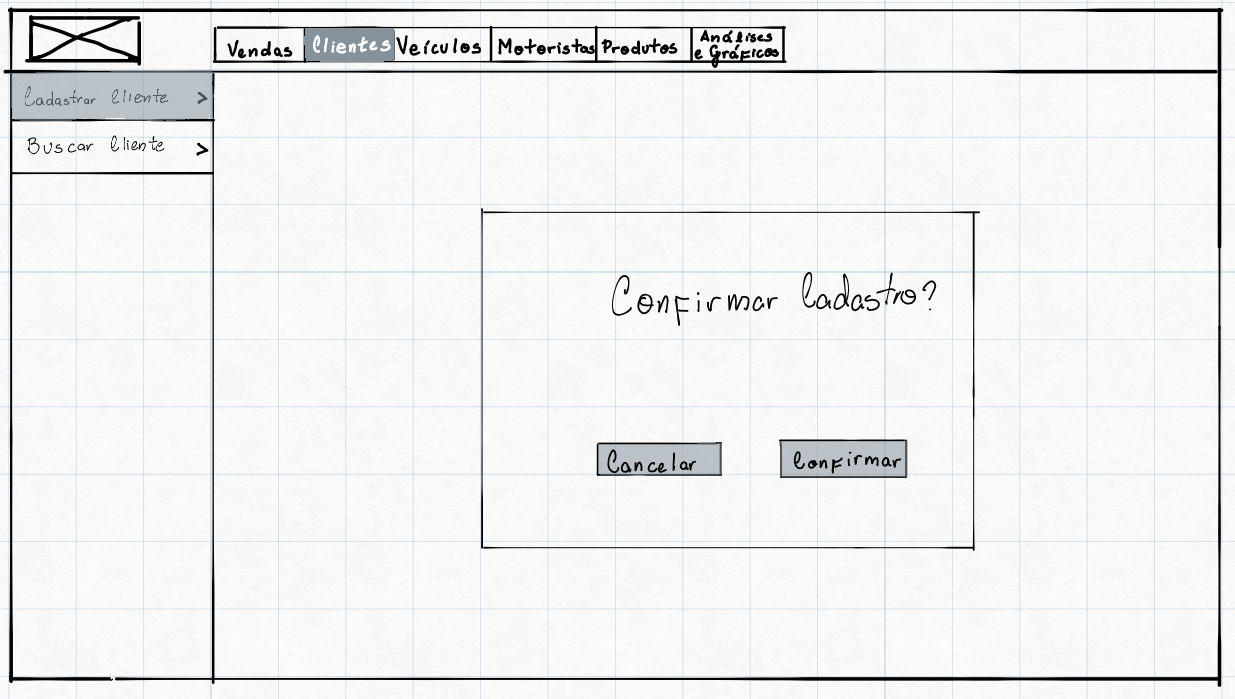 Vendas
Clientes
Veículos
Motoristas
Produtos
Análises
e Gráficos
Cadastrar Cliente >
Buscar Cliente >
Confirmar Cadastro?
Cancelar
Confirmar